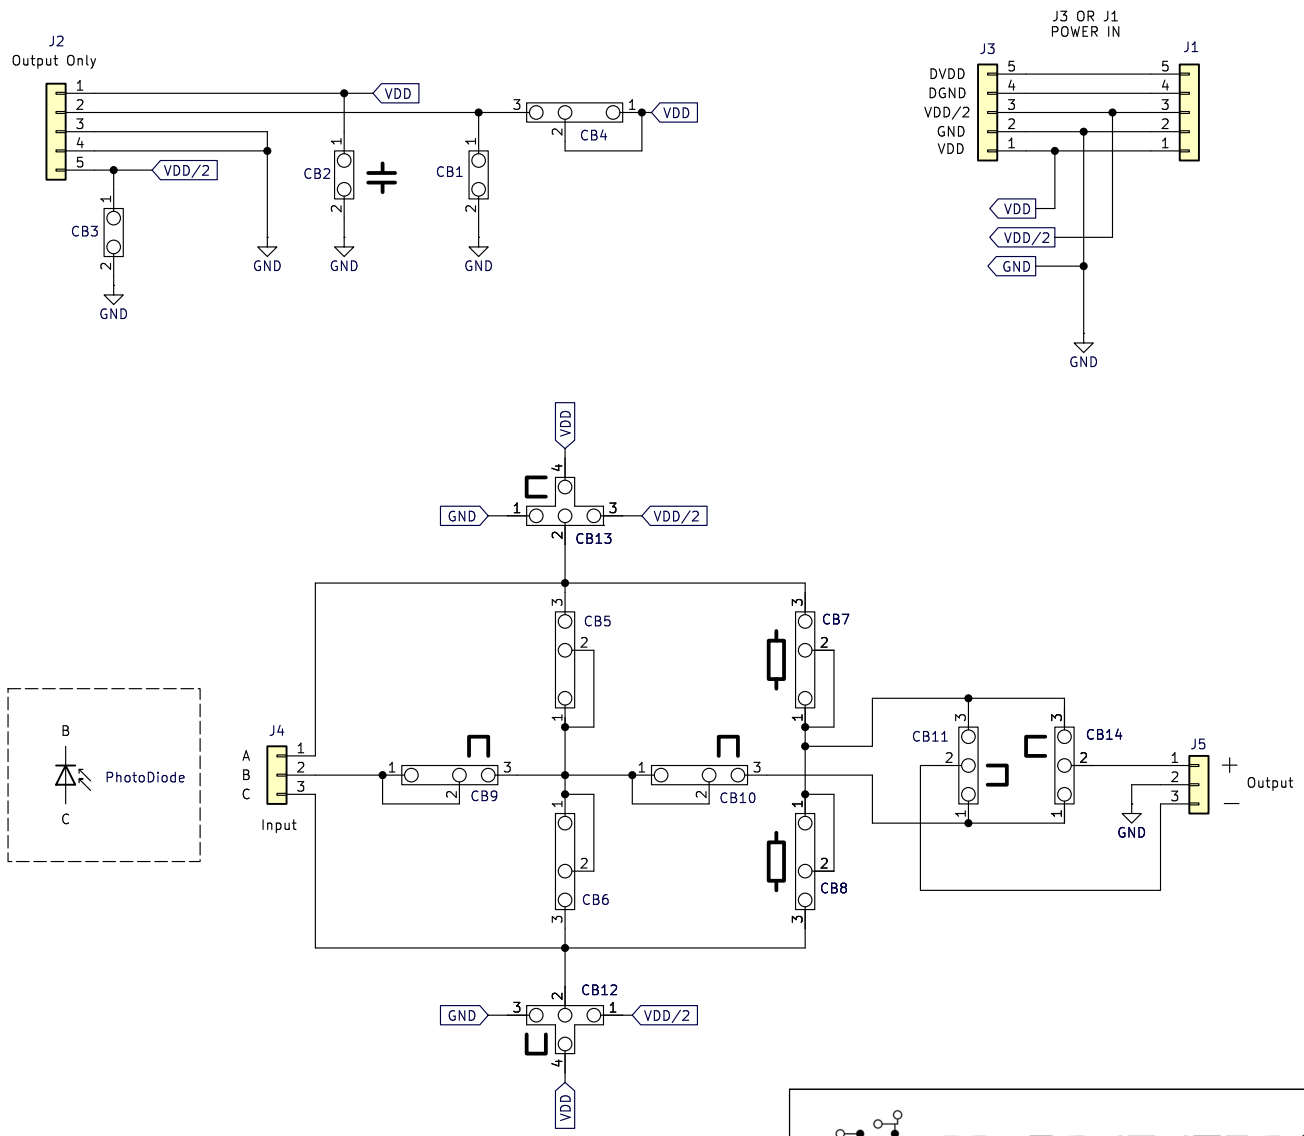 J3 OR J1
POWER IN
J2
Output Only
J3
J1
1
VDD
2
3
CB4
2
1
VDD
3
4
5
VDD/2
DVDD
5
5
DGND
4
4
VDD/2
3
3
GND
2
2
VDD
1
1
1
CB2
2
GND
1
CB1
2
GND
1
CB3
2
GND
GND
VDD
VDD/2
GND
GND
VDD
4
GND
1
3
VDD/2
2
CB13
3
CB5
2
1
3
CB7
2
1
B
PhotoDiode
C
J4
A
1
B
2
C
3
Input
1
3
2
CB9
1
3
2
CB10
1
2
CB6
3
1
2
CB8
3
3
CB11
2
1
3
CB14
2
1
J5
1
+
2
Output
3
–
GND
CB12
2
GND
3
1
VDD/2
4
VDD